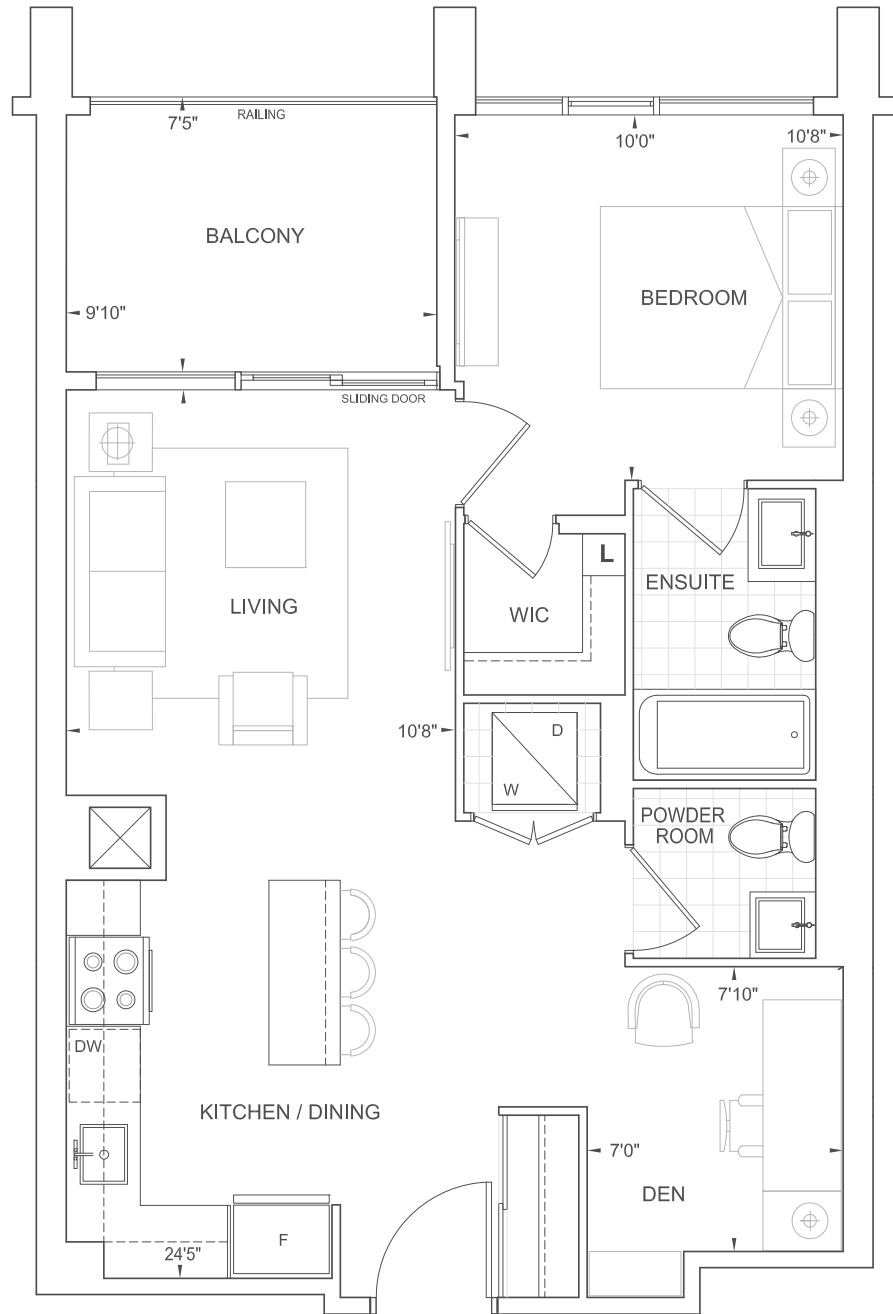 RAILING
7'5"
10'0"
10'8"
BALCONY
BEDROOM
9'10"
SLIDING DOOR
L
ENSUITE
LIVING
WIC
10'8"
D
W
POWDER
ROOM
7'10"
DW
KITCHEN / DINING
7'0"
DEN
F
24'5"